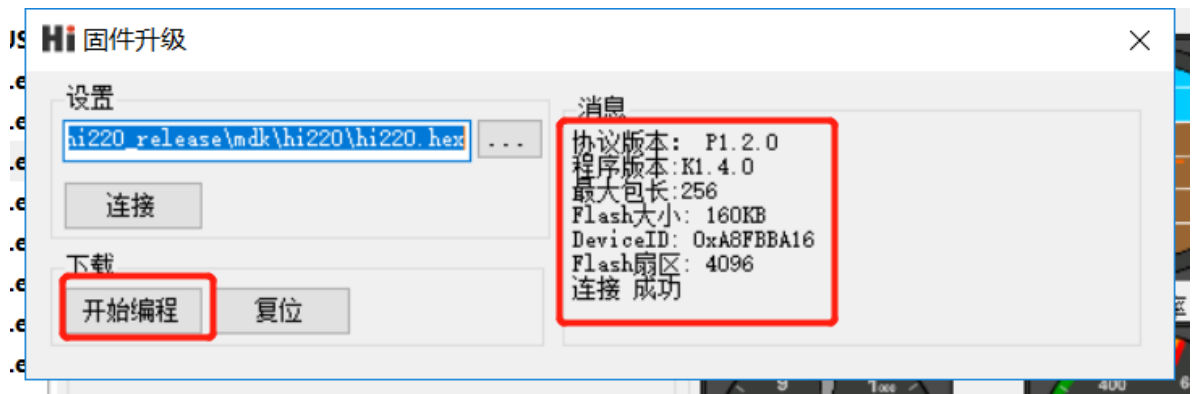 Hi 固件升级
设置
hi220_release\mdk\hi220\hi220.hex
...
连接
下载
开始编程
复位
消息
协议版本: P1.2.0
程序版本:K1.4.0
最大包长:256
Flash大小: 160KB
DeviceID: 0xA8FBBA16
Flash扇区: 4096
连接 成功
9
400
6